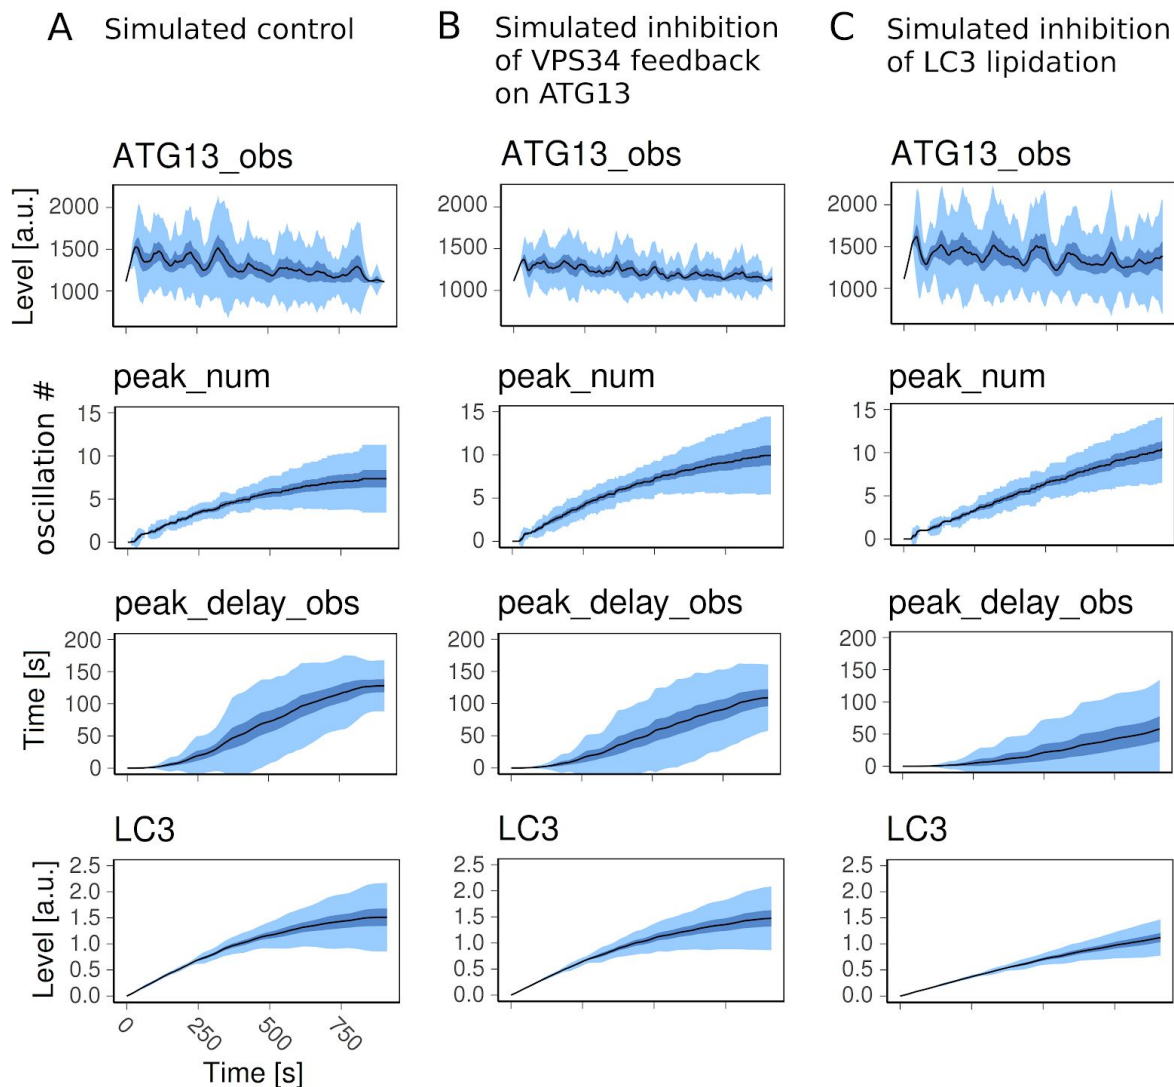 A Simulated control
B Simulated inhibition
of VPS34 feedback
on ATG13
C Simulated inhibition
of LC3 lipidation
ATG13_obs
ATG13_obs
ATG13_obs
Level [a.u.]
2000
1500
1000
2000
1500
1000
2000
1500
1000
peak_num
peak_num
peak_num
oscillation #
15
10
5
0
15
10
5
0
15
10
5
0
peak_delay_obs
peak_delay_obs
peak_delay_obs
Time [s]
200
150
100
50
0
200
150
100
50
0
200
150
100
50
0
LC3
LC3
LC3
Level [a.u.]
2.5
2.0
1.5
1.0
0.5
0.0
2.5
2.0
1.5
1.0
0.5
0.0
2.5
2.0
1.5
1.0
0.5
0.0
0 250 500 750
Time [s]